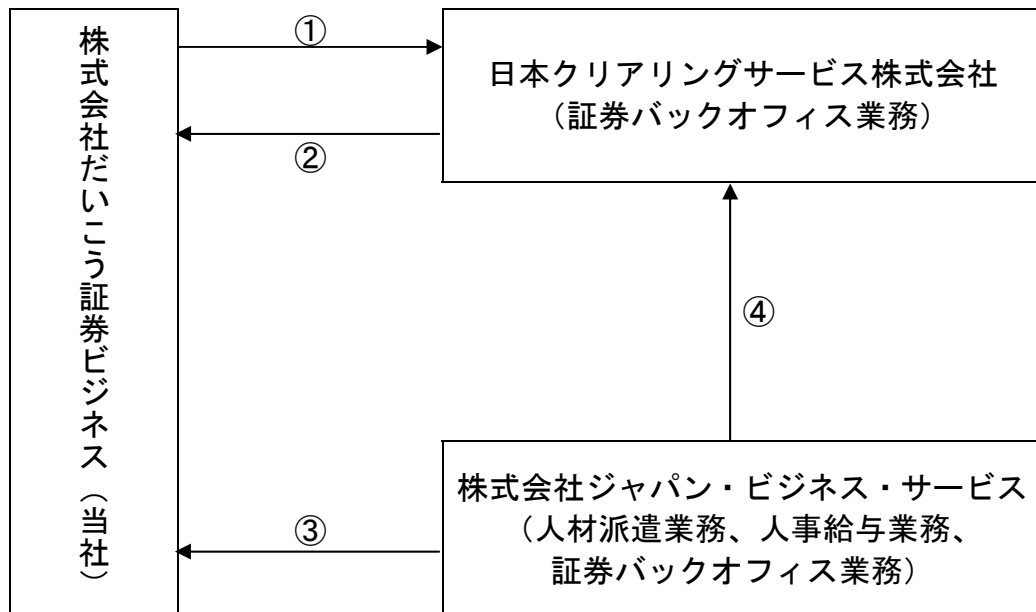 株式会社だいこう証券ビジネス（当社）
①
日本クリアリングサービス株式会社
（証券バックオフィス業務）
②
④
株式会社ジャパン・ビジネス・サービス
（人材派遣業務、人事給与業務、
証券バックオフィス業務）
③